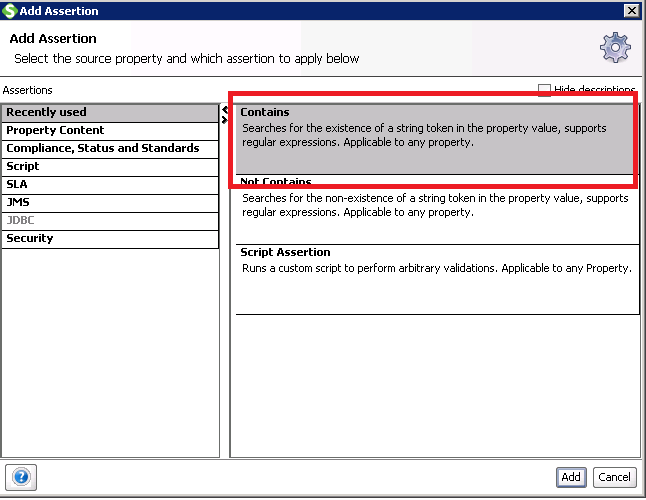 Add Assertion
Add Assertion
Select the source property and which assertion to apply below
Assertions
Hide descriptions
Recently used
Property Content
Compliance, Status and Standards
Script
SLA
JMS
JDBC
Security
Contains
Searches for the existence of a string token in the property value, supports
regular expressions. Applicable to any property.
Not Contains
Searches for the non-existence of a string token in the property value, supports
regular expressions. Applicable to any property.
Script Assertion
Runs a custom script to perform arbitrary validations. Applicable to any Property.
Add
Cancel